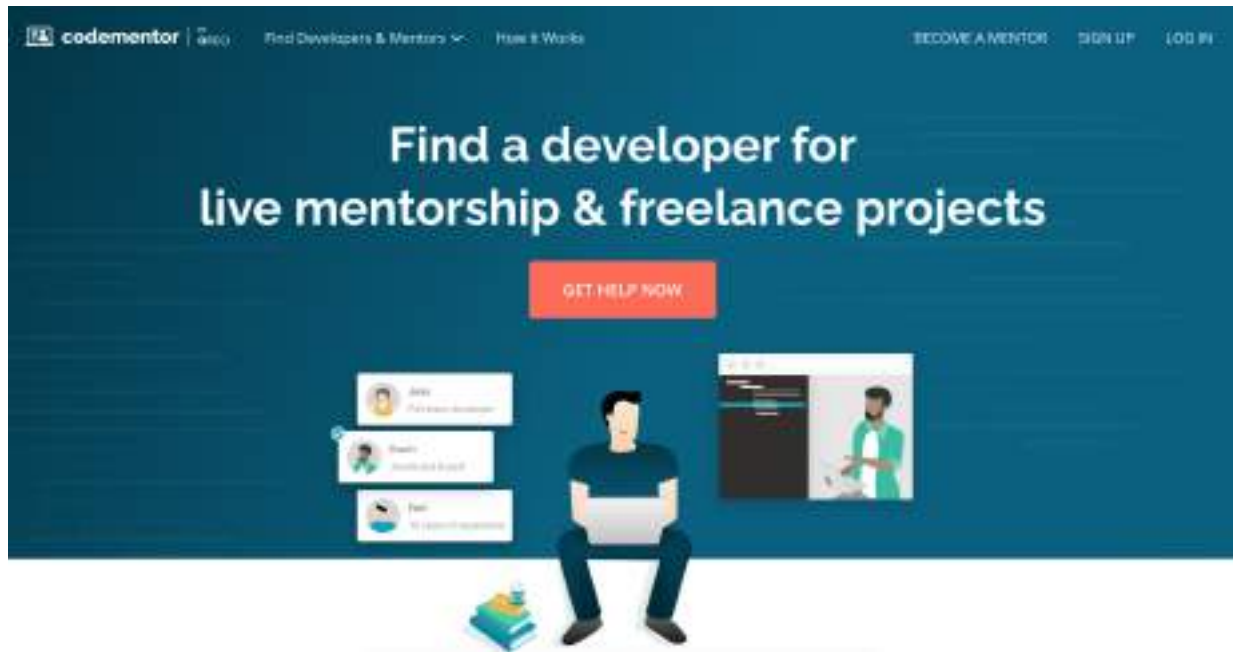 codementor
Find Developers & Mentors
How It Works
BECOME A MENTOR
SIGN UP
LOG IN
Find a developer for
live mentorship & freelance projects
GET HELP NOW